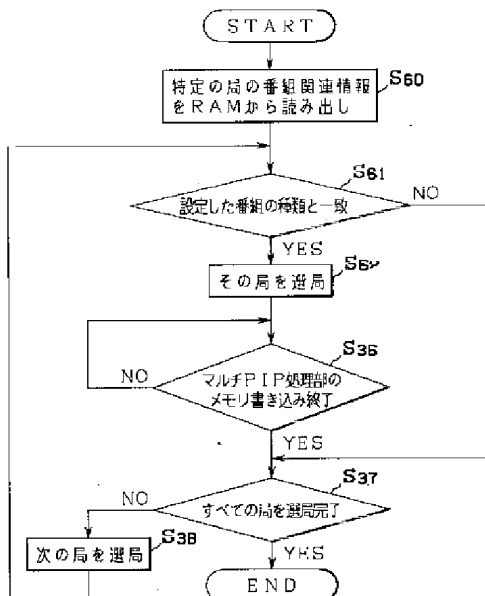 START
特定の局の番組関連情報
をRAMから読み出し
S60
設定した番組の種類と一致
S61
NO
YES
その局を選局
S62
マルチPIP処理部の
メモリ書き込み終了
S36
NO
YES
すべての局を選局完了
S37
NO
次の局を選局
S38
YES
END